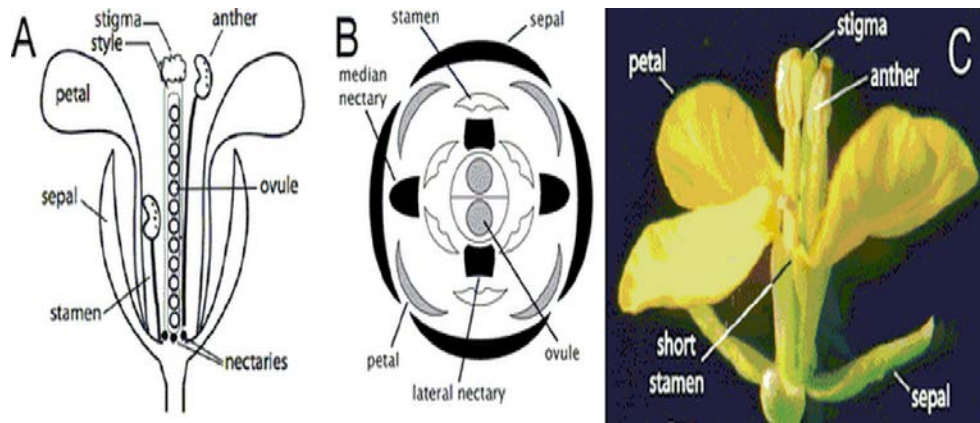 A
stigma
style
anther
petal
sepal
ovule
stamen
nectaries
B
stamen
sepal
median
nectary
petal
ovule
lateral nectary
C
stigma
petal
anther
short
stamen
sepal